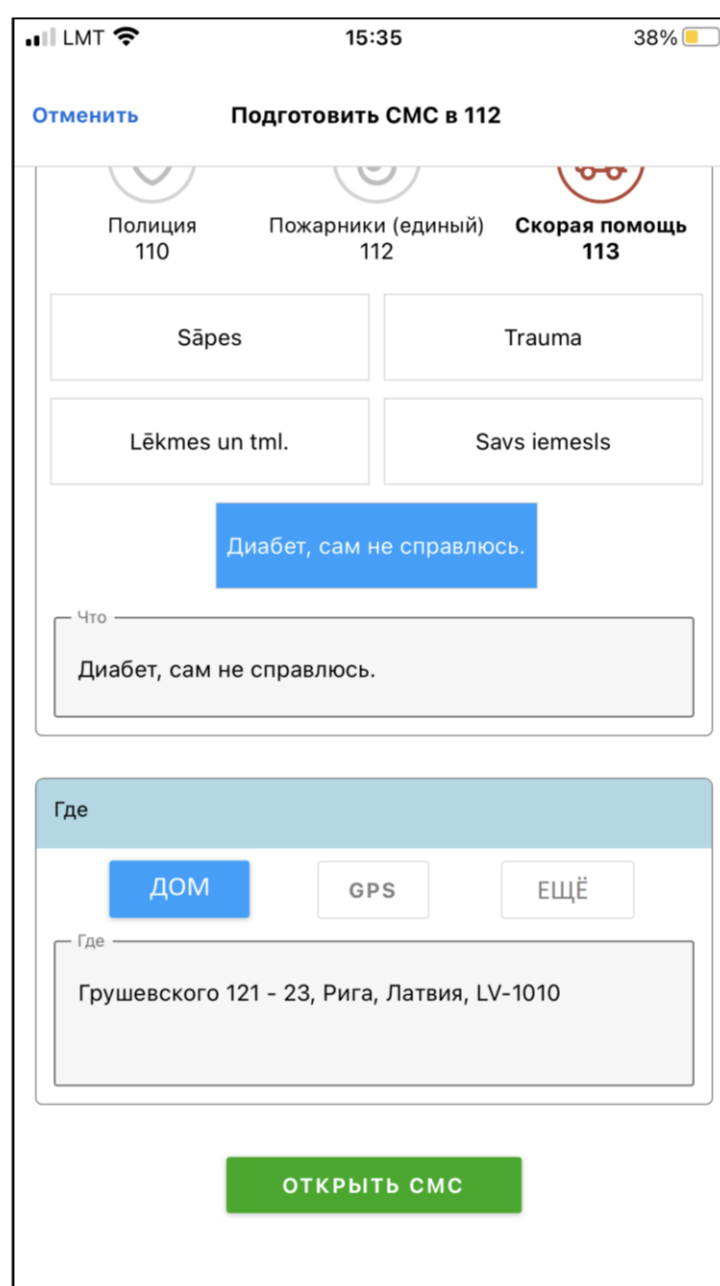 LMT 15:35 38%
Отменить Подготовить СМС в 112
Полиция Пожарники (единый) Скорая помощь
110 112 113
Sāpes Trauma
Lēkmes un tml. Savs iemesls
Диабет, сам не справлюсь.
Что
Диабет, сам не справлюсь.
Где
ДОМ GPS ЕЩЁ
Где
Грушевского 121 - 23, Рига, Латвия, LV-1010
ОТКРЫТЬ СМС